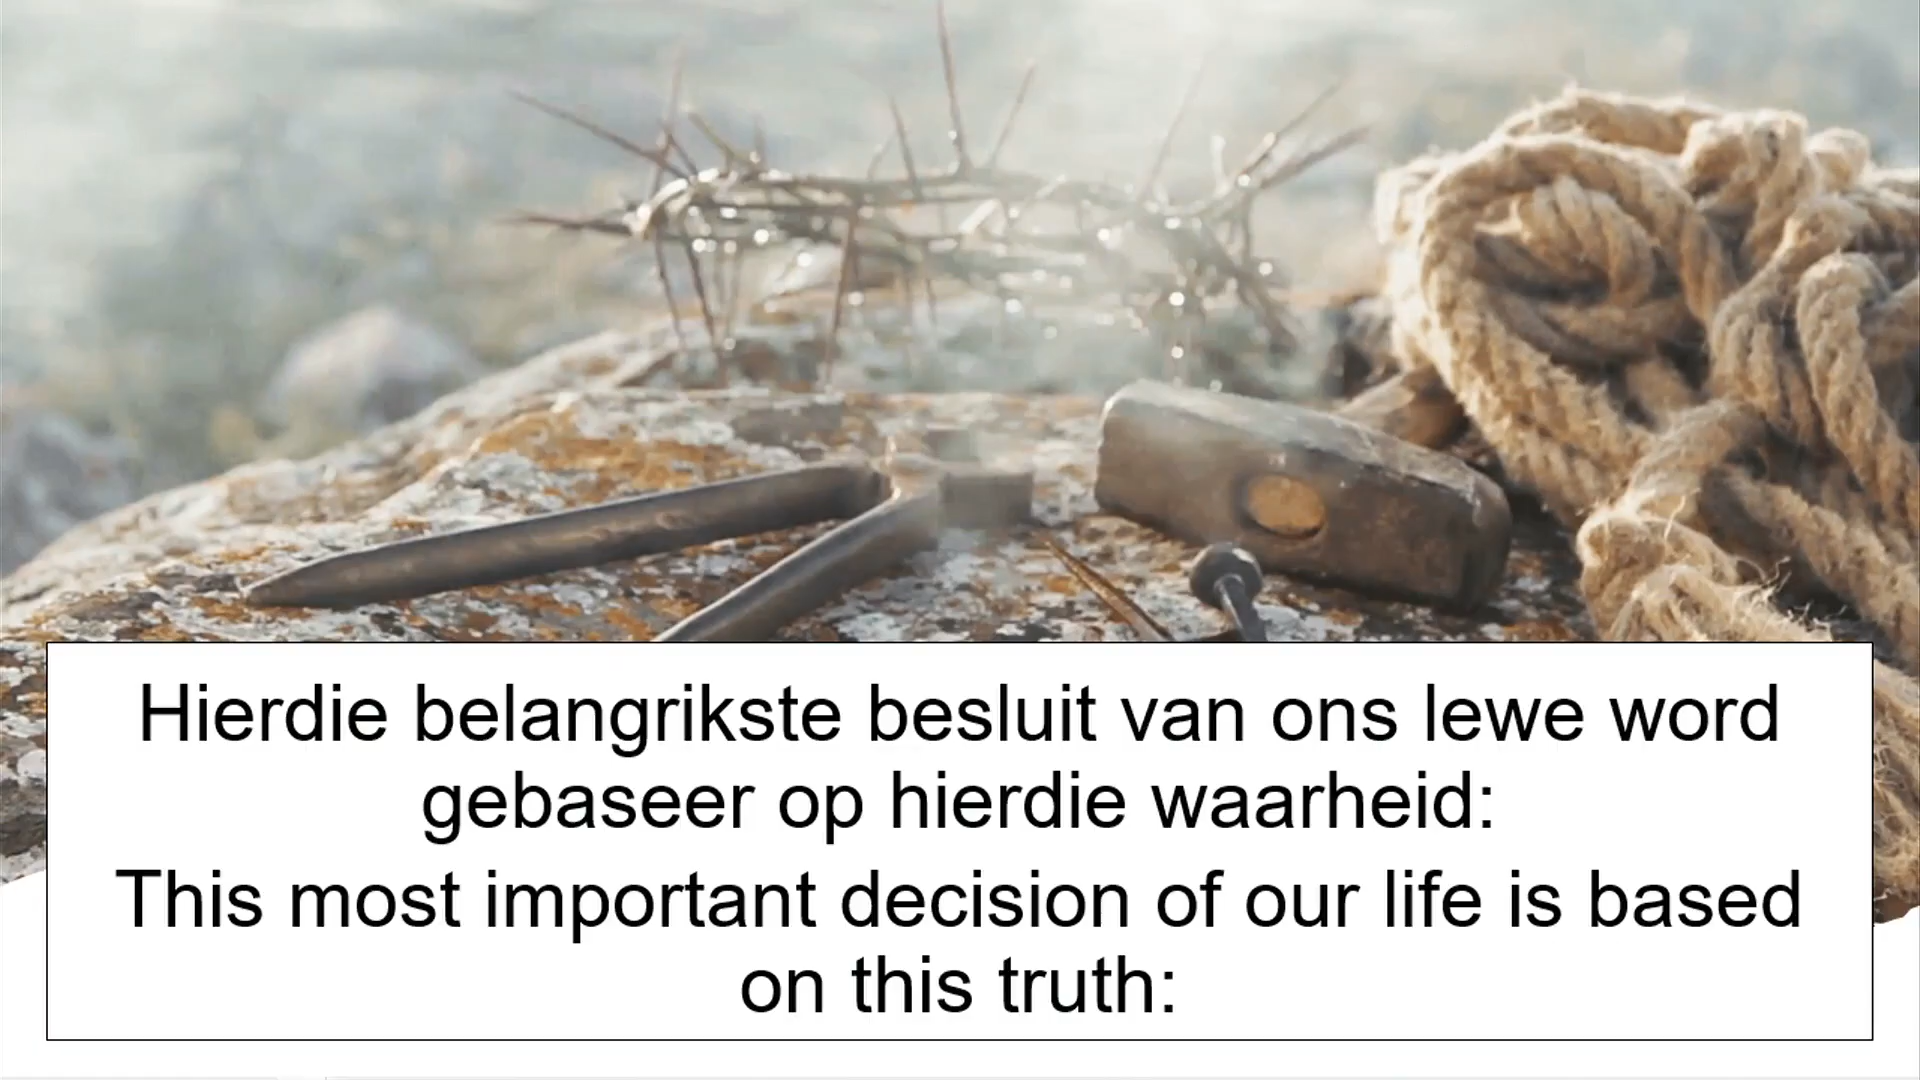 Hierdie belangrikste besluit van ons lewe word
gebaseer op hierdie waarheid:
This most important decision of our life is based
on this truth: